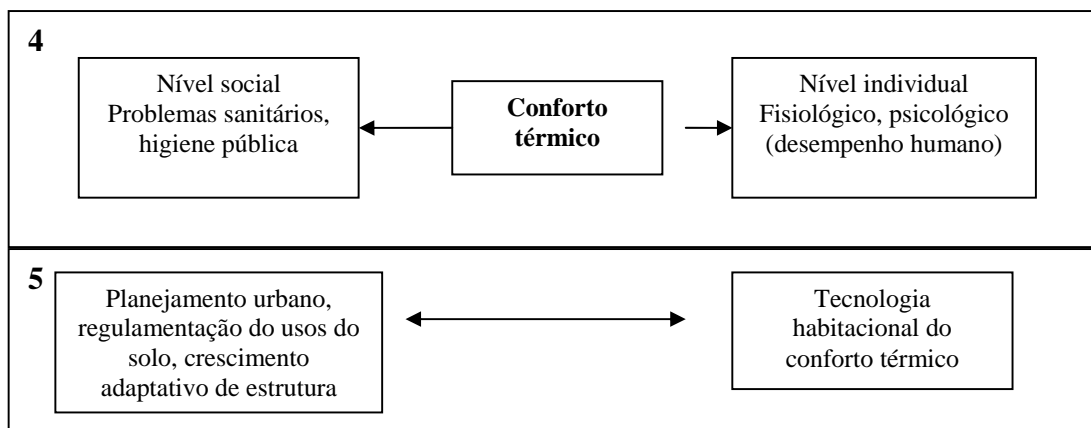 4
Nível social
Problemas sanitários,
higiene pública
Conforto
térmico
Nível individual
Fisiológico, psicológico
(desempenho humano)
5
Planejamento urbano,
regulamentação do usos do
solo, crescimento
adaptativo de estrutura
Tecnologia
habitacional do
conforto térmico